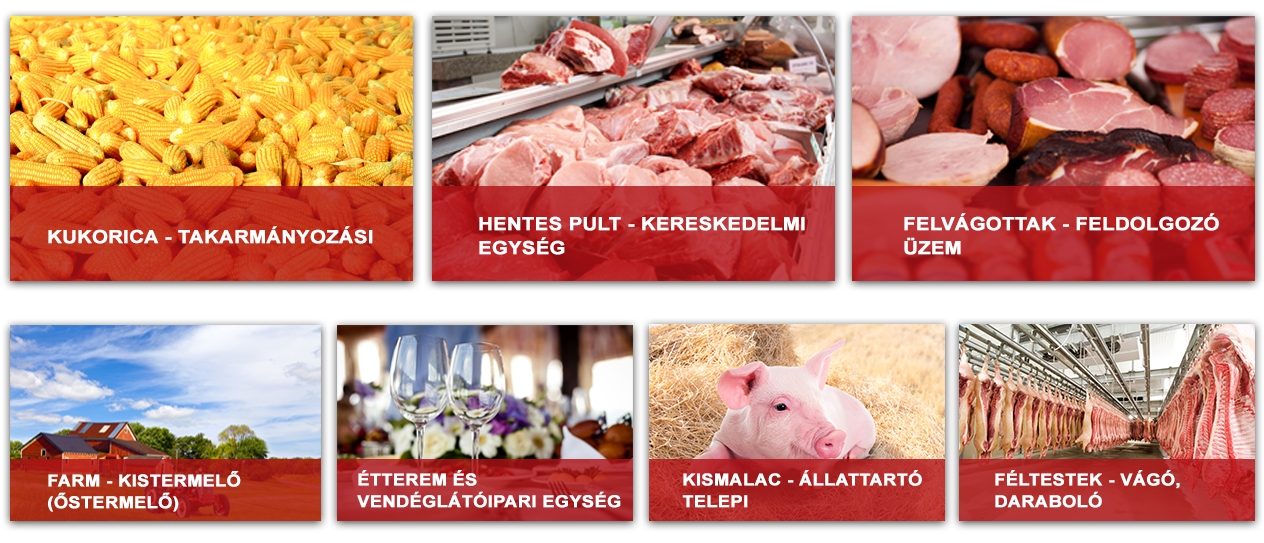 KUKORICA - TAKARMÁNYOZÁSI
HENTES PULT - KERESKEDELMI
EGYSÉG
FELVÁGOTTAK - FELDOLGOZÓ
ÜZEM
FARM - KISTERMELŐ
(ŐSTERMELŐ)
ÉTTEREM ÉS
VENDÉGLÁTÓIPARI EGYSÉG
KISMALAC - ÁLLATTARTÓ
TELEPI
FÉLTESTEK - VÁGÓ,
DARABOLÓ